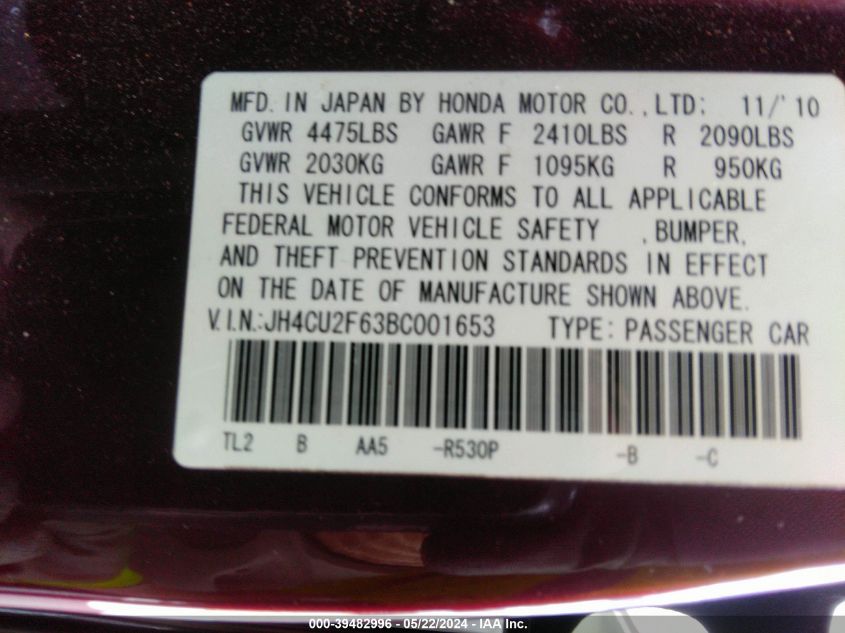 MFD. IN JAPAN BY HONDA MOTOR CO., LTD: 11/'10
GVWR 4475LBS GAWR F 2410LBS R 2090LBS
GVWR 2030KG GAWR F 1095KG R 950KG
THIS VEHICLE CONFORMS TO ALL APPLICABLE
FEDERAL MOTOR VEHICLE SAFETY , BUMPER,
AND THEFT PREVENTION STANDARDS IN EFFECT
ON THE DATE OF MANUFACTURE SHOWN ABOVE.
V.I.N.:JH4CU2F63BC001653 TYPE: PASSENGER CAR
TL2 B AA5 -R530P -B -C
000-39482996 - 05/22/2024 - IAA Inc.